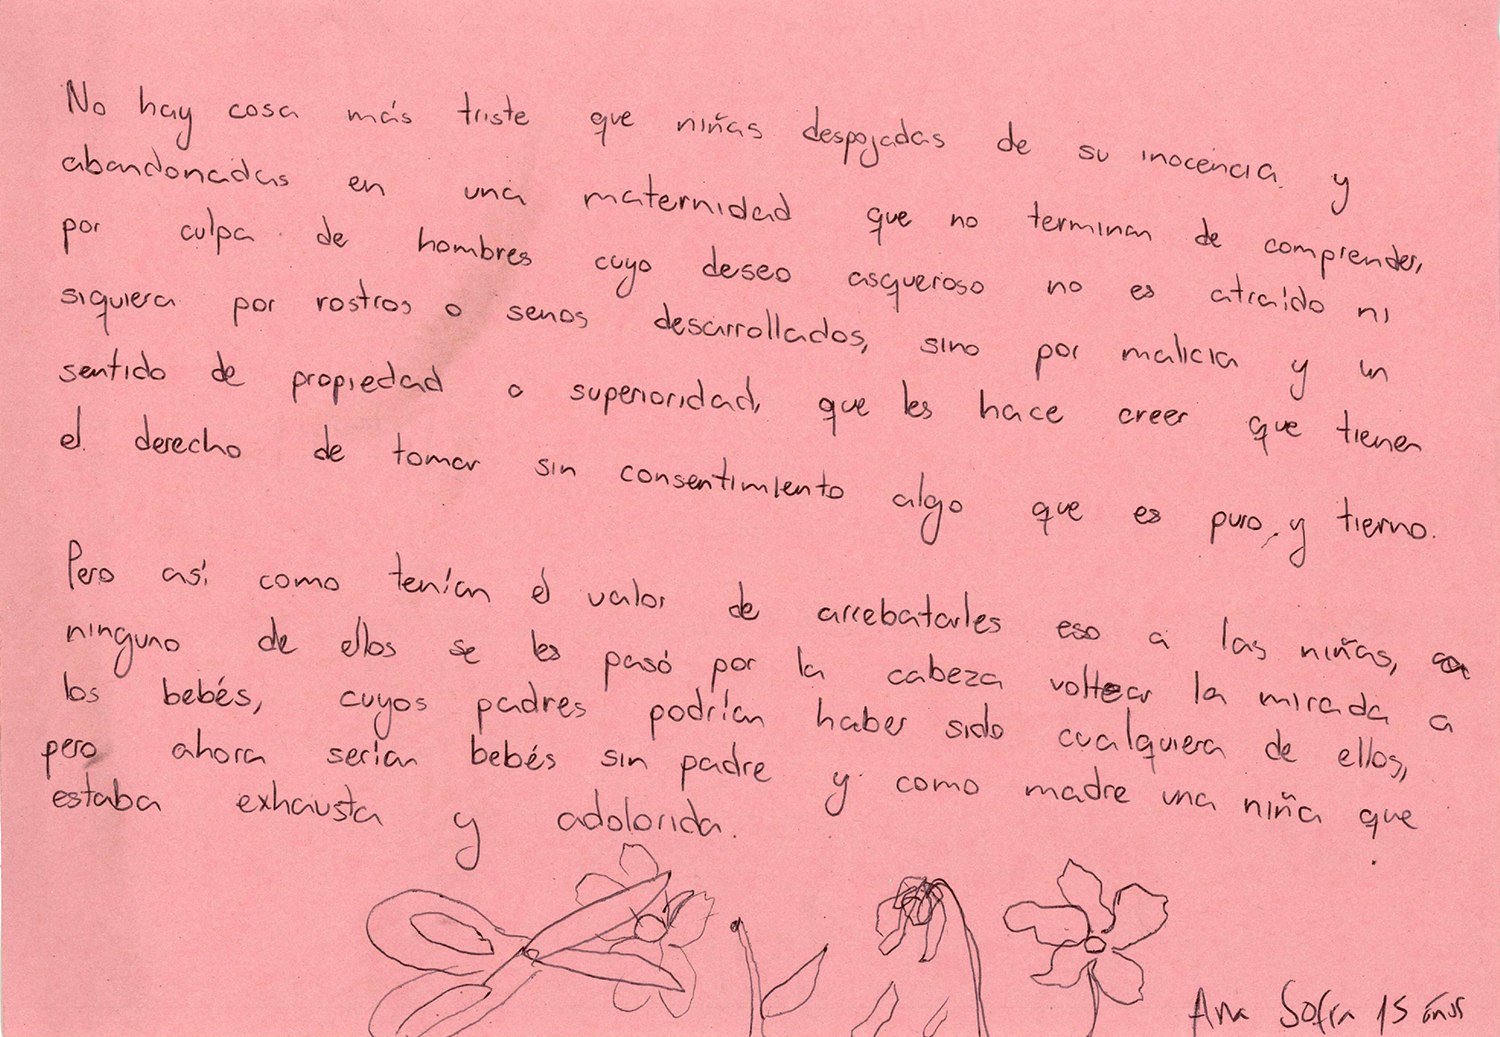 No hay cosa más triste que niñas despojadas de su inocencia y
abandonadas en una maternidad que no terminan de comprender,
por culpa de hombres cuyo deseo asqueroso no es atraído ni
siquiera por rostros o senos desarrollados, sino por malicia y un
sentido de propiedad o superioridad, que les hace creer que tienen
el derecho de tomar sin consentimiento algo que es puro y tierno.
Pero así como tenían el valor de arrebatarles eso a las niñas, a
ninguno de ellos se les pasó por la cabeza voltear la mirada a
los bebés, cuyos padres podrían haber sido cualquiera de ellos,
pero ahora serían bebés sin padre y como madre una niña que
estaba exhausta y adolorida.
Ana Sofía 15 años